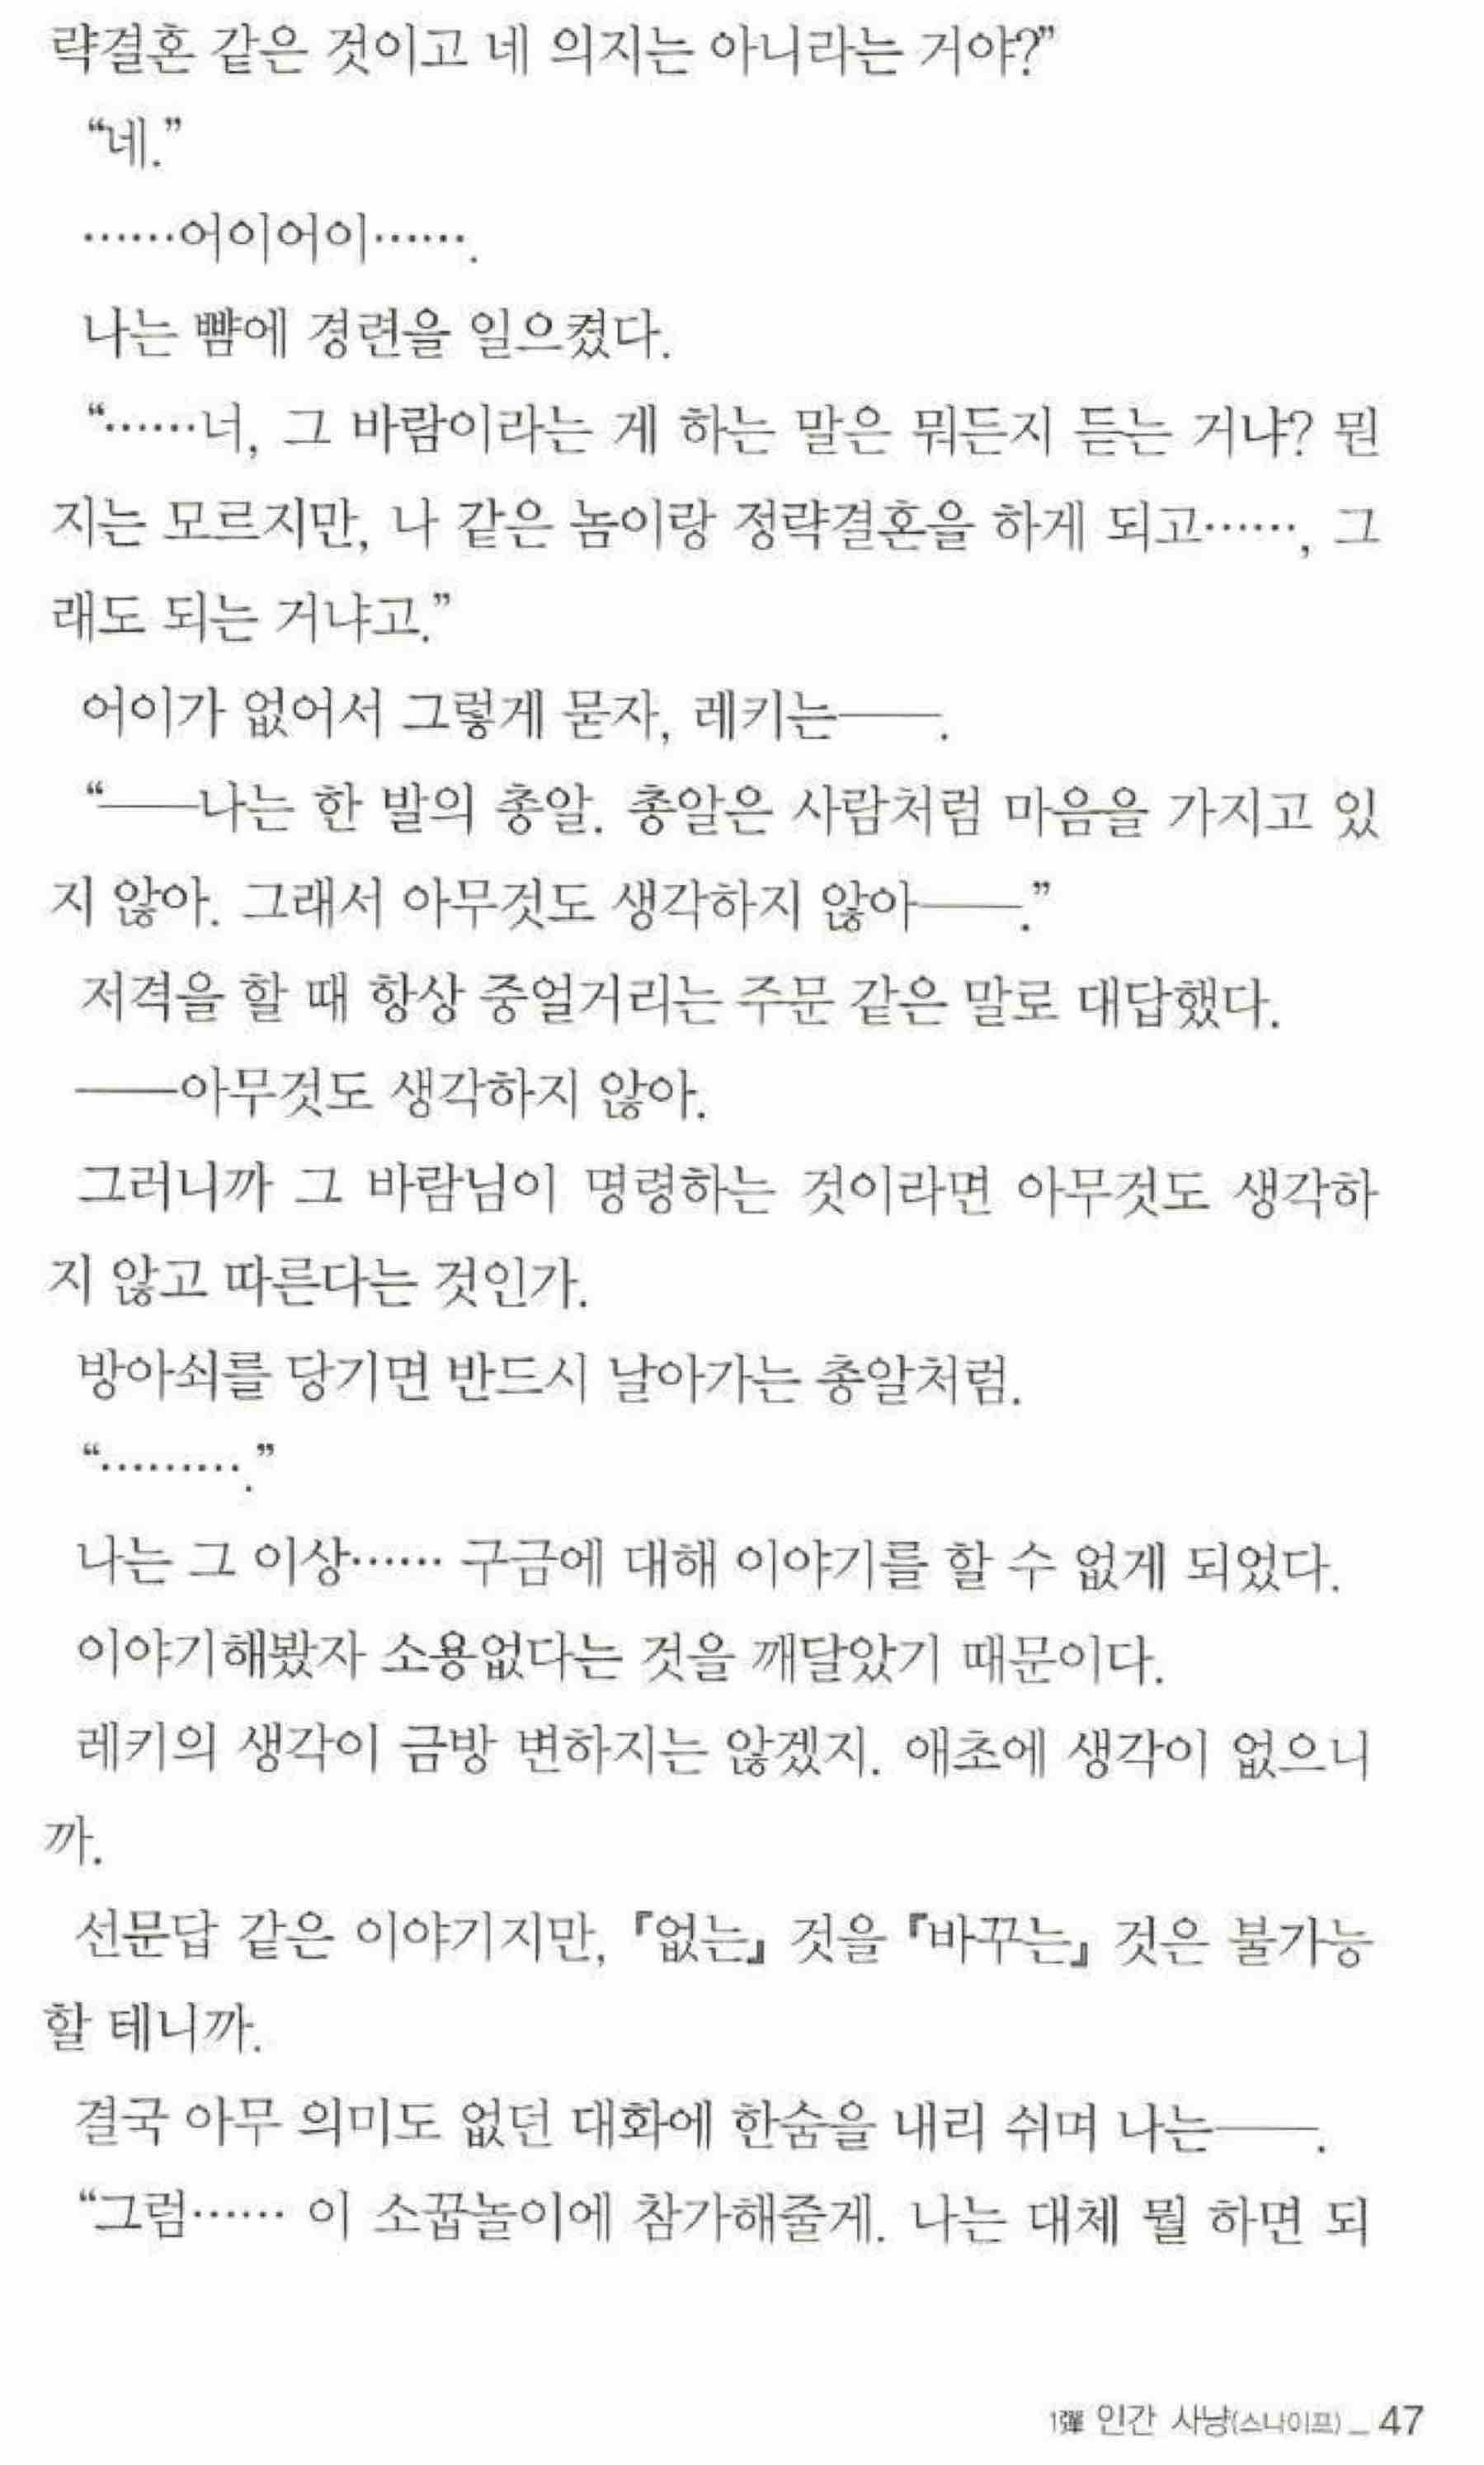 략결혼 같은 것이고 네 의지는 아니라는 거야?”
“네.”
……어이어이…….
나는 뺨에 경련을 일으켰다.
“……너, 그 바람이라는 게 하는 말은 뭐든지 듣는 거냐? 뭔
지는 모르지만, 나 같은 놈이랑 정략결혼을 하게 되고……, 그
래도 되는 거냐고.”
어이가 없어서 그렇게 묻자, 레키는――.
“――나는 한 발의 총알. 총알은 사람처럼 마음을 가지고 있
지 않아. 그래서 아무것도 생각하지 않아――.”
저격을 할 때 항상 중얼거리는 주문 같은 말로 대답했다.
――아무것도 생각하지 않아.
그러니까 그 바람님이 명령하는 것이라면 아무것도 생각하
지 않고 따른다는 것인가.
방아쇠를 당기면 반드시 날아가는 총알처럼.
“……….”
나는 그 이상…… 구금에 대해 이야기를 할 수 없게 되었다.
이야기해봤자 소용없다는 것을 깨달았기 때문이다.
레키의 생각이 금방 변하지는 않겠지. 애초에 생각이 없으니
까.
선문답 같은 이야기지만, 『없는』 것을 『바꾸는』 것은 불가능
할 테니까.
결국 아무 의미도 없던 대화에 한숨을 내리 쉬며 나는――.
“그럼…… 이 소꿉놀이에 참가해줄게. 나는 대체 뭘 하면 되
1彈 인간 사냥(스나이프) _ 47